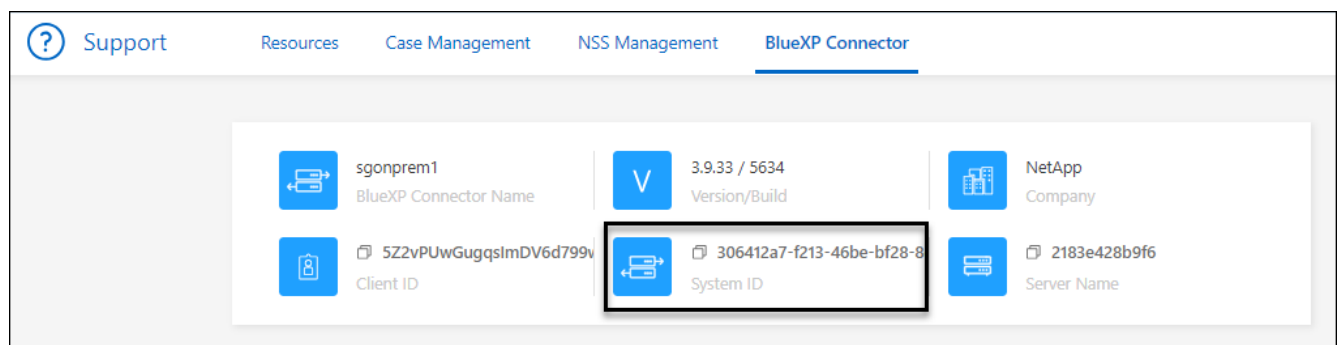 ? Support Resources Case Management NSS Management BlueXP Connector
sgonprem1 3.9.33 / 5634 NetApp
BlueXP Connector Name V Version/Build Company
5Z2vPUwGugqsImDV6d799 306412a7-f213-46be-bf28-8 2183e428b9f6
Client ID System ID Server Name